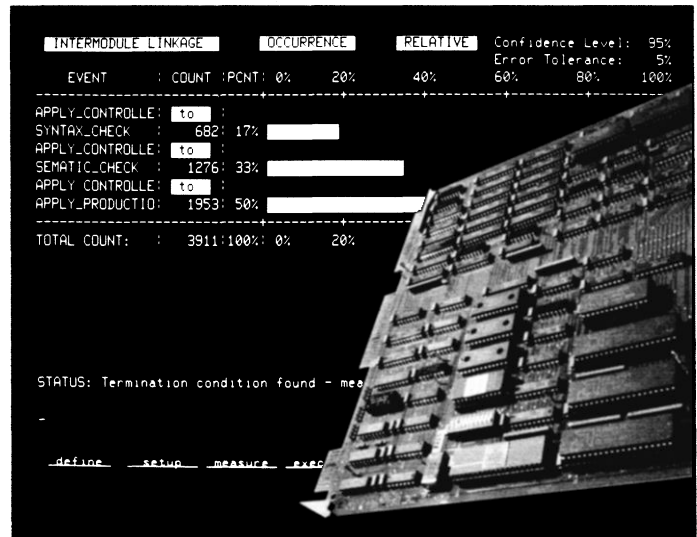 INTERMODULE LINKAGE OCCURRENCE RELATIVE Confidence Level: 95%
Error Tolerance: 5%
EVENT : COUNT :PCNT: 0% 20% 40% 60% 80% 100%
APPLY_CONTROLLE: to :
SYNTAX_CHECK : 682: 17%
APPLY_CONTROLLE: to :
SEMATIC_CHECK : 1276: 33%
APPLY CONTROLLE: to :
APPLY_PRODUCTIO: 1953: 50%
TOTAL COUNT: : 3911:100%: 0% 20%
STATUS: Termination condition found - mea
define setup measure exec